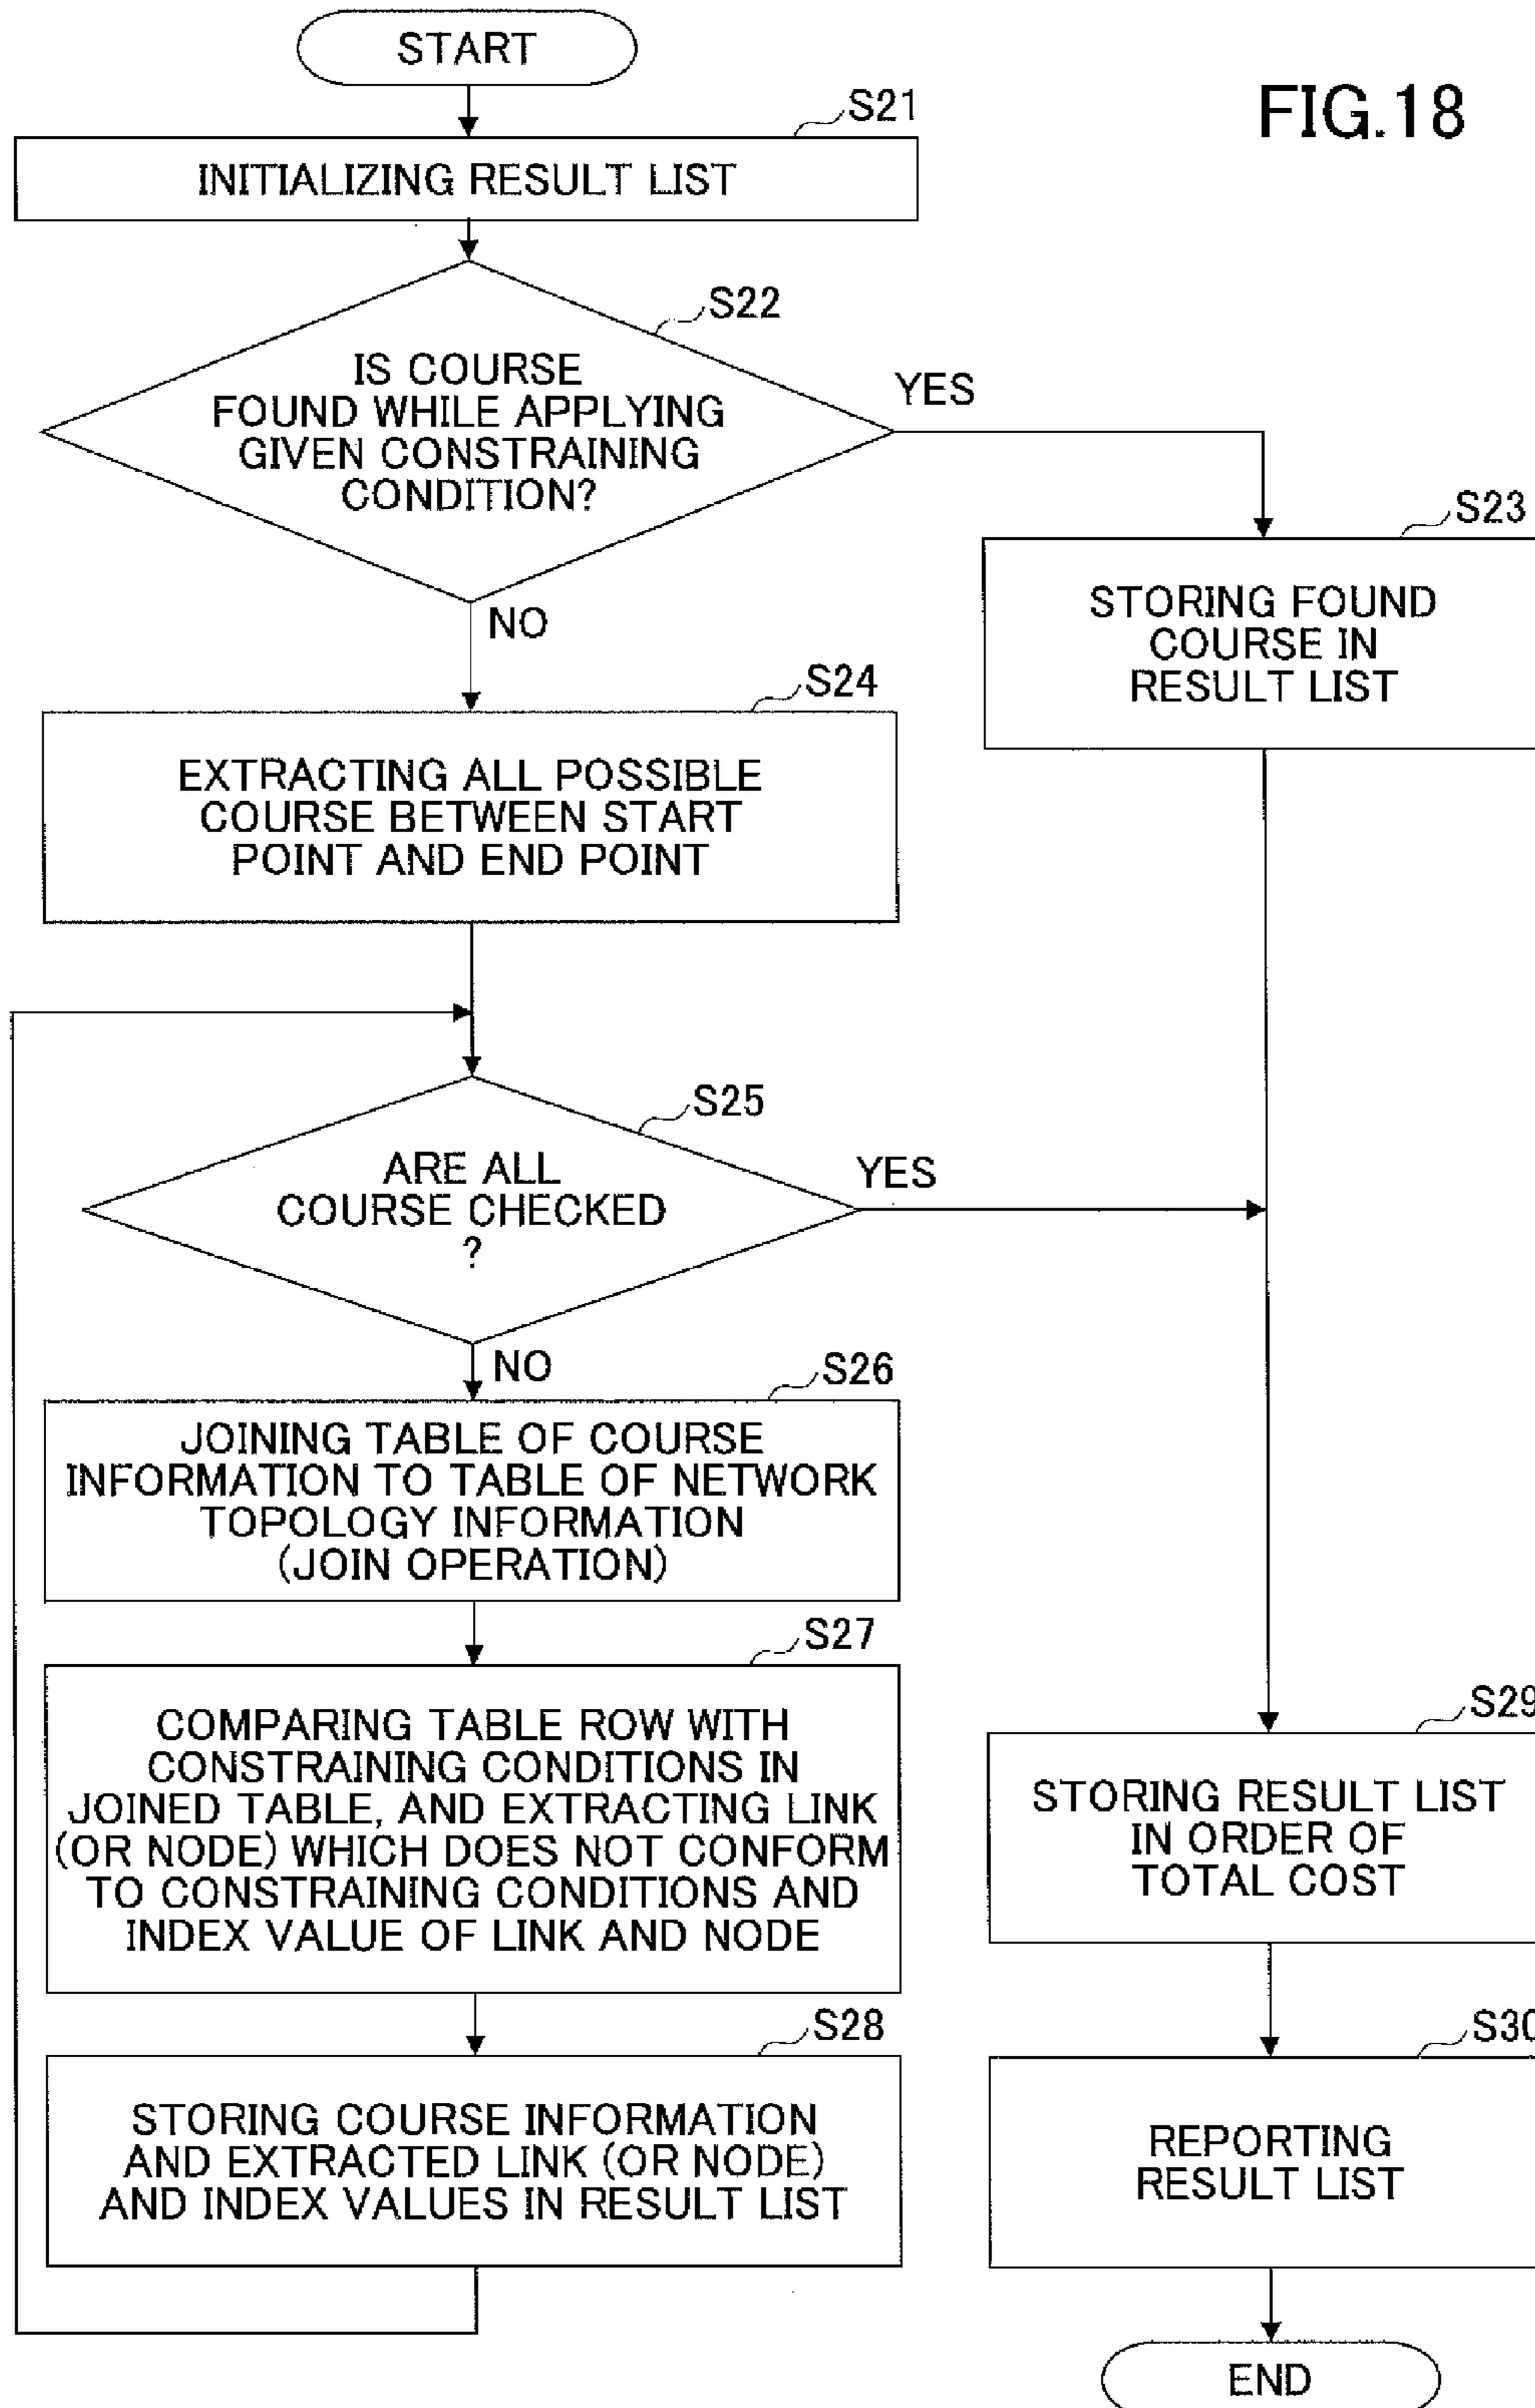 START
FIG.18
S21
INITIALIZING RESULT LIST
S22
IS COURSE
FOUND WHILE APPLYING
GIVEN CONSTRAINING
CONDITION?
YES
NO
S23
STORING FOUND
COURSE IN
RESULT LIST
S24
EXTRACTING ALL POSSIBLE
COURSE BETWEEN START
POINT AND END POINT
S25
ARE ALL
COURSE CHECKED
?
YES
NO
S26
JOINING TABLE OF COURSE
INFORMATION TO TABLE OF NETWORK
TOPOLOGY INFORMATION
(JOIN OPERATION)
S27
COMPARING TABLE ROW WITH
CONSTRAINING CONDITIONS IN
JOINED TABLE, AND EXTRACTING LINK
(OR NODE) WHICH DOES NOT CONFORM
TO CONSTRAINING CONDITIONS AND
INDEX VALUE OF LINK AND NODE
S28
STORING COURSE INFORMATION
AND EXTRACTED LINK (OR NODE)
AND INDEX VALUES IN RESULT LIST
S29
STORING RESULT LIST
IN ORDER OF
TOTAL COST
S30
REPORTING
RESULT LIST
END